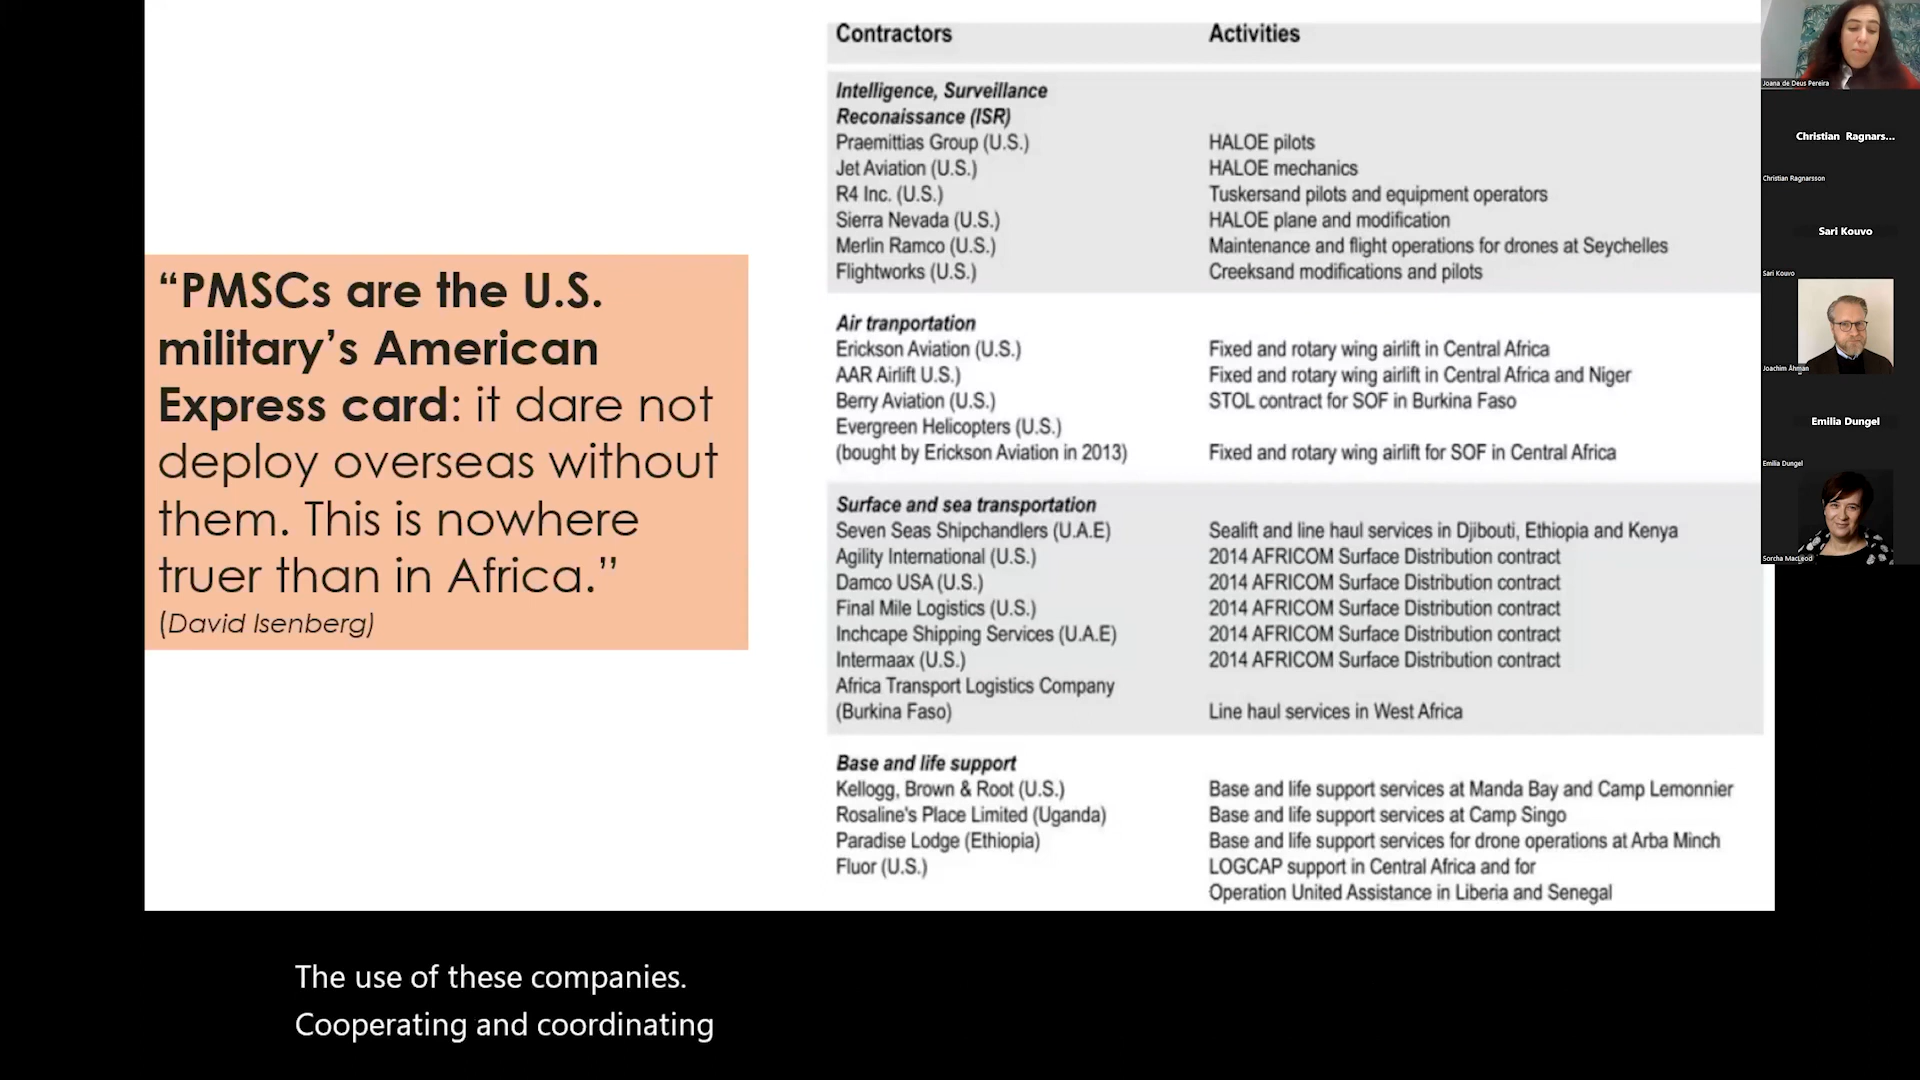 “PMSCs are the U.S.
military’s American
Express card: it dare not
deploy overseas without
them. This is nowhere
truer than in Africa.”
(David Isenberg)
Contractors Activities
Intelligence, Surveillance
Reconaissance (ISR)
Praemittias Group (U.S.) HALOE pilots
Jet Aviation (U.S.) HALOE mechanics
R4 Inc. (U.S.) Tuskersand pilots and equipment operators
Sierra Nevada (U.S.) HALOE plane and modification
Merlin Ramco (U.S.) Maintenance and flight operations for drones at Seychelles
Flightworks (U.S.) Creeksand modifications and pilots
Air tranportation
Erickson Aviation (U.S.) Fixed and rotary wing airlift in Central Africa
AAR Airlift U.S.) Fixed and rotary wing airlift in Central Africa and Niger
Berry Aviation (U.S.) STOL contract for SOF in Burkina Faso
Evergreen Helicopters (U.S.)
(bought by Erickson Aviation in 2013) Fixed and rotary wing airlift for SOF in Central Africa
Surface and sea transportation
Seven Seas Shipchandlers (U.A.E) Sealift and line haul services in Djibouti, Ethiopia and Kenya
Agility International (U.S.) 2014 AFRICOM Surface Distribution contract
Damco USA (U.S.) 2014 AFRICOM Surface Distribution contract
Final Mile Logistics (U.S.) 2014 AFRICOM Surface Distribution contract
Inchcape Shipping Services (U.A.E) 2014 AFRICOM Surface Distribution contract
Intermaax (U.S.) 2014 AFRICOM Surface Distribution contract
Africa Transport Logistics Company
(Burkina Faso) Line haul services in West Africa
Base and life support
Kellogg, Brown & Root (U.S.) Base and life support services at Manda Bay and Camp Lemonnier
Rosaline's Place Limited (Uganda) Base and life support services at Camp Singo
Paradise Lodge (Ethiopia) Base and life support services for drone operations at Arba Minch
Fluor (U.S.) LOGCAP support in Central Africa and for
Operation United Assistance in Liberia and Senegal
Joana de Deus Pereira
Christian Ragnars...
Christian Ragnarsson
Sari Kouvo
Sari Kouvo
Joachim Åhman
Emilia Dungel
Emilia Dungel
Sorcha MacLeod
The use of these companies.
Cooperating and coordinating